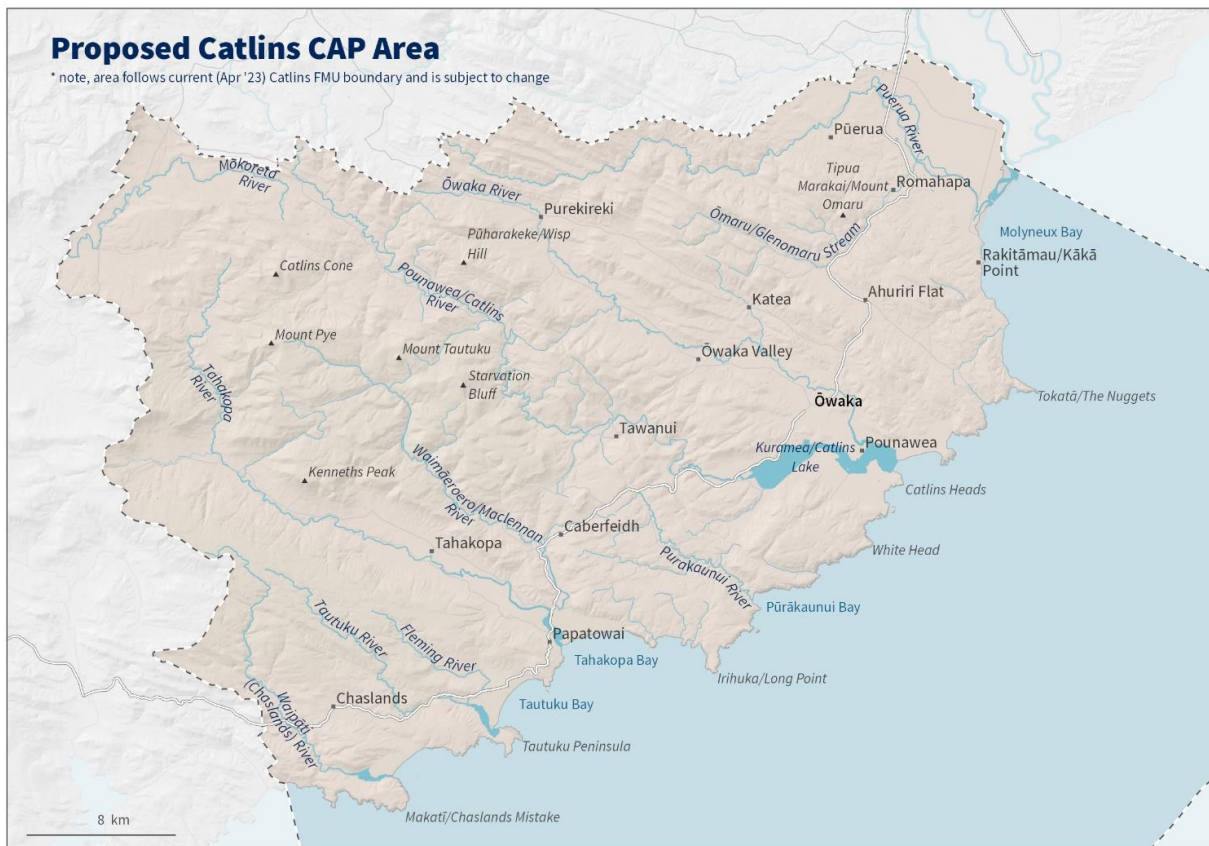 Proposed Catlins CAP Area
* note, area follows current (Apr '23) Catlins FMU boundary and is subject to change
Puerua River
Pūerua
Mōkoreta
River
Tipua
Marakai/Mount
Omaru
Romahapa
Ōwaka River
Purekireki
Ōmaru/Glenomaru Stream
Molyneux Bay
Pūharakeke/Wisp
Hill
Rakitāmau/Kākā
Point
Catlins Cone
Pounawea/Catlins
River
Katea
Ahuriri Flat
Mount Pye
Mount Tautuku
Ōwaka Valley
Starvation
Bluff
Tahakopa
River
Tokatā/The Nuggets
Ōwaka
Tawanui
Kuramea/Catlins
Lake
Pounawea
Kenneths Peak
Waimāeroero/Maclennan
River
Catlins Heads
Caberfeidh
White Head
Tahakopa
Purakaunui River
Pūrākaunui Bay
Tautuku River
Fleming River
Papatowai
Tahakopa Bay
Irihuka/Long Point
Chaslands
Tautuku Bay
Waipāti
(Chaslands) River
Tautuku Peninsula
Makatī/Chaslands Mistake
8 km